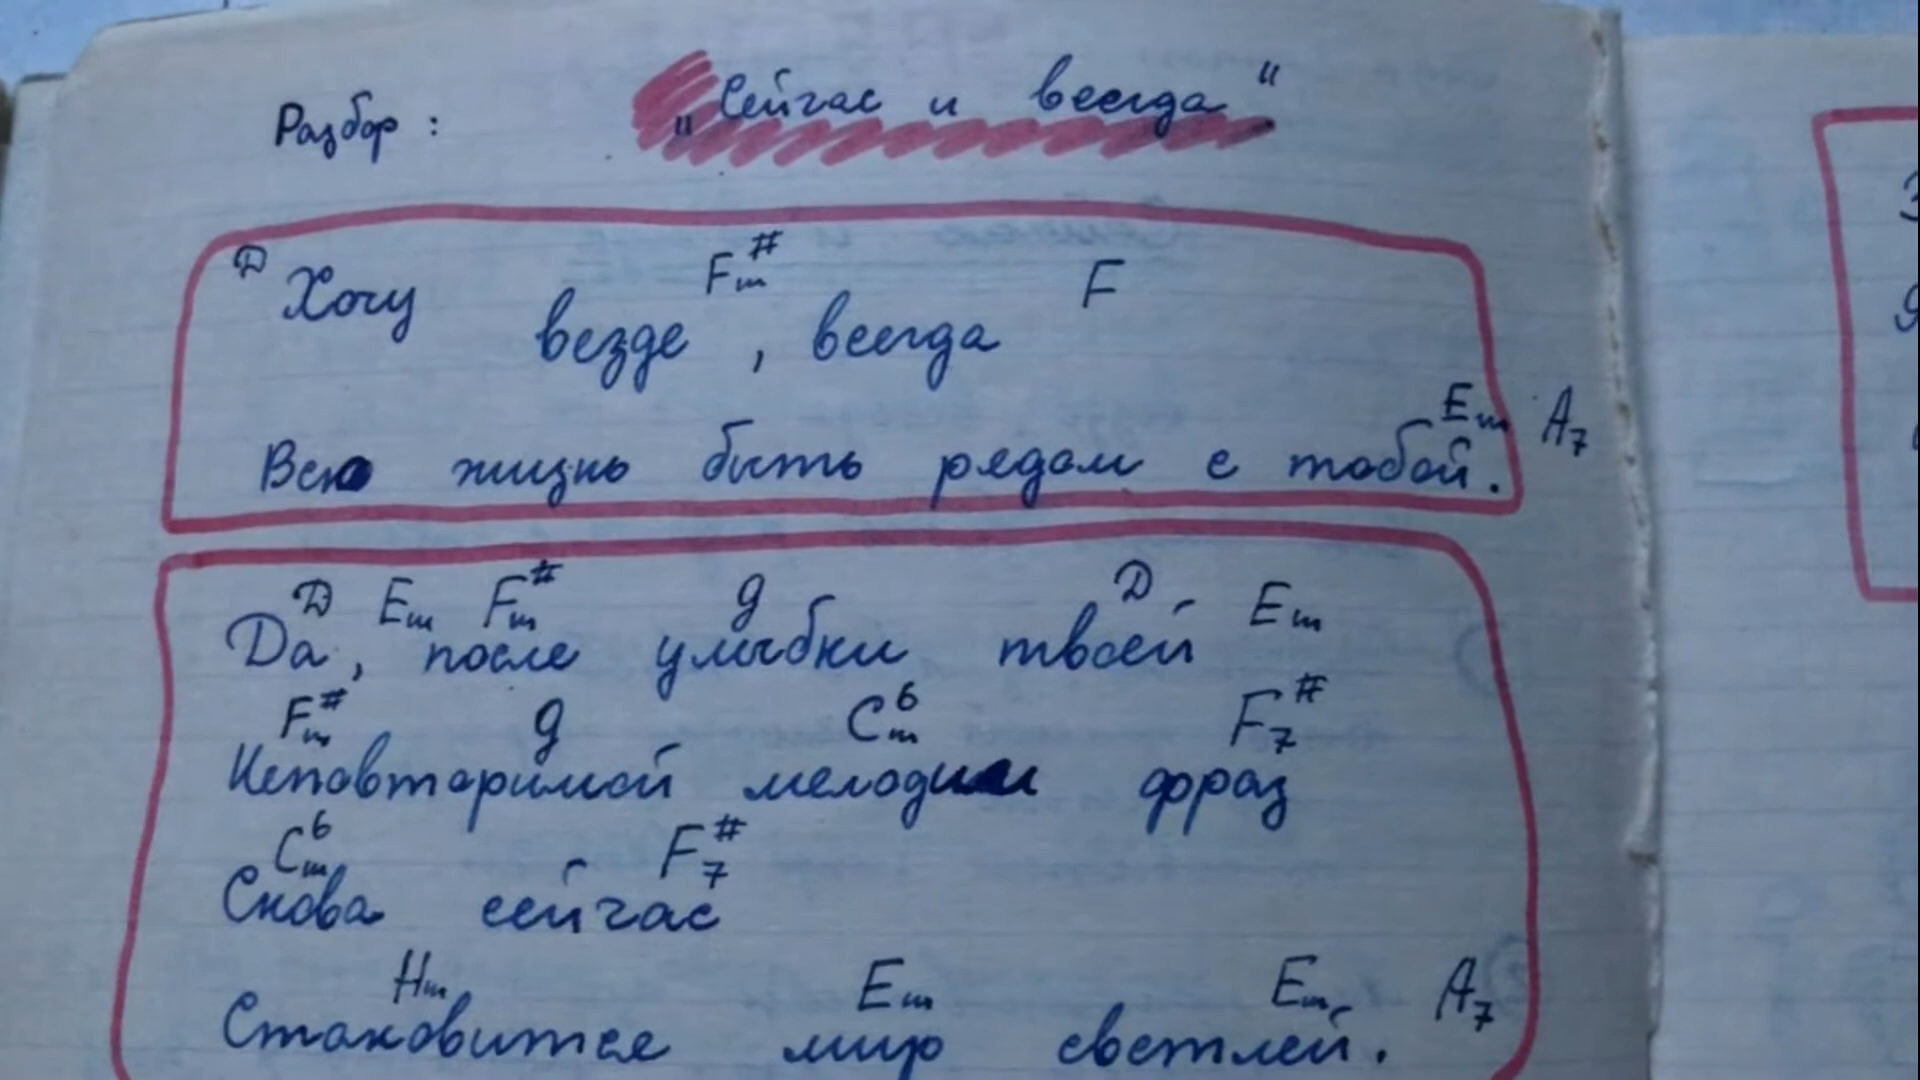 Разбор: „Сейчас и всегда"
D F#m F
Хочу везде, всегда
Em A7
Всю жизнь быть рядом с тобой.
D Em F#m g D Em
Да, после улыбки твоей
F#m g Cm6 F#7
Неповторимой мелодии фраз
Cm6 F#7
Снова сейчас
Hm Em Em A7
Становится мир светлей.